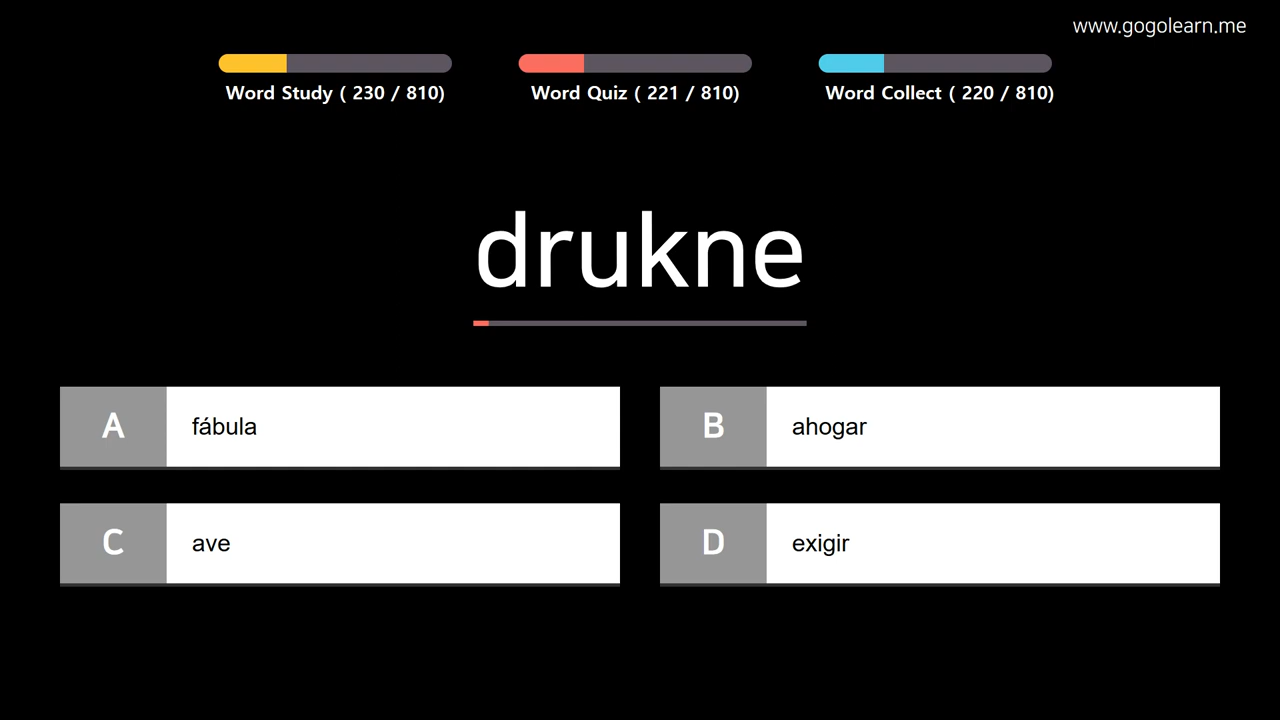 www.gogolearn.me
Word Study ( 230 / 810)
Word Quiz ( 221 / 810)
Word Collect ( 220 / 810)
drukne
A fábula
B ahogar
C ave
D exigir